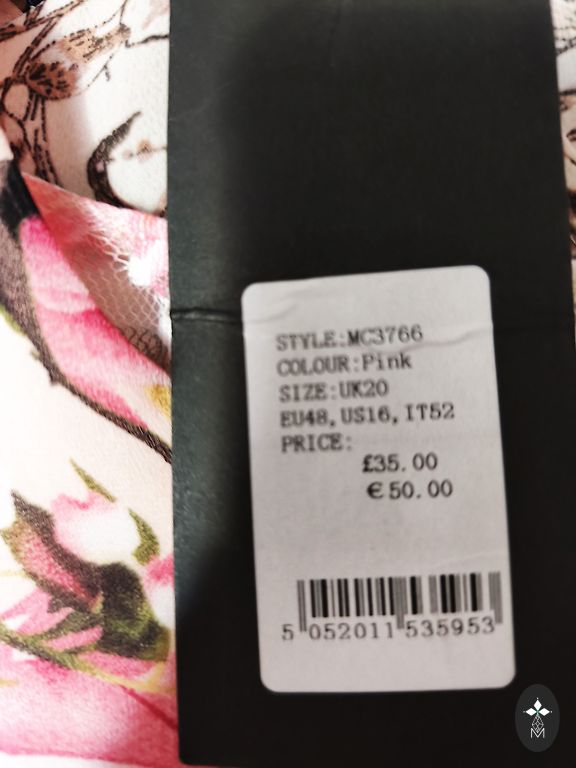 STYLE:MC3766
COLOUR:Pink
SIZE:UK20
EU48,US16,IT52
PRICE:
£35.00
€50.00
5 052011 535953
M